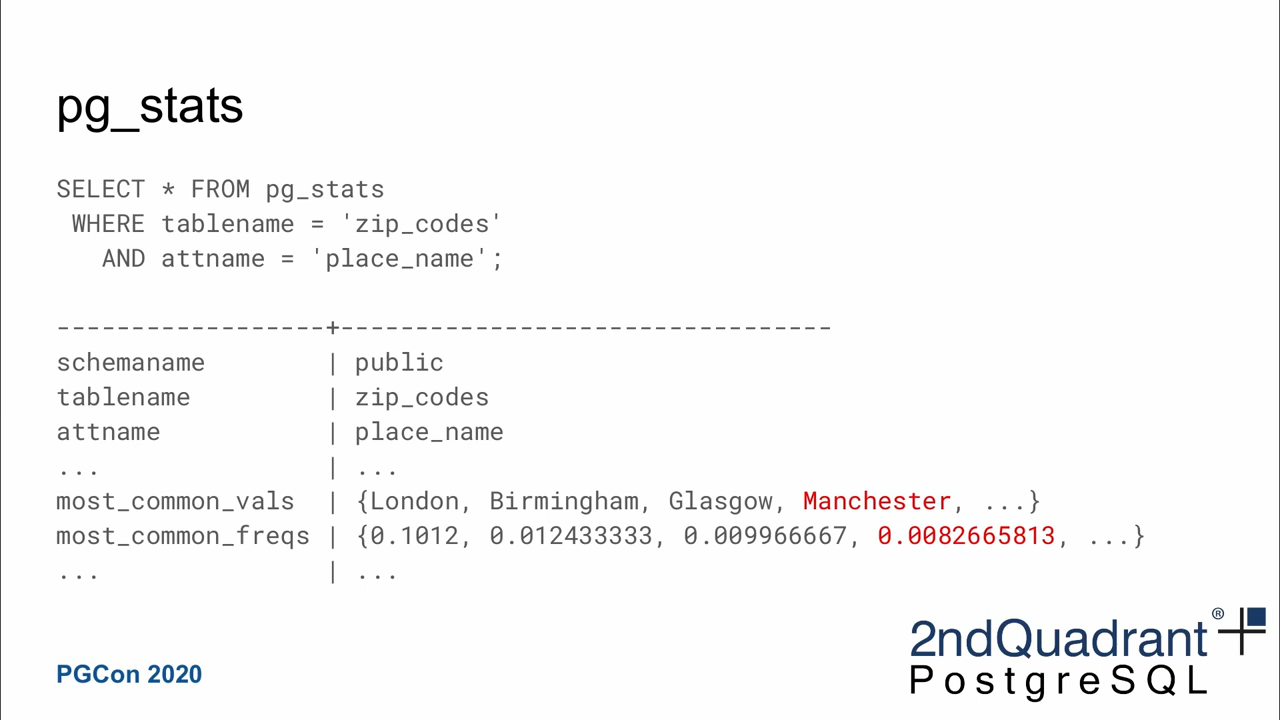 pg_stats
SELECT * FROM pg_stats
 WHERE tablename = 'zip_codes'
   AND attname = 'place_name';
------------------+---------------------------------
schemaname        | public
tablename         | zip_codes
attname           | place_name
...               | ...
most_common_vals  | {London, Birmingham, Glasgow, Manchester, ...}
most_common_freqs | {0.1012, 0.012433333, 0.009966667, 0.0082665813, ...}
...               | ...
2ndQuadrant®
PostgreSQL
PGCon 2020